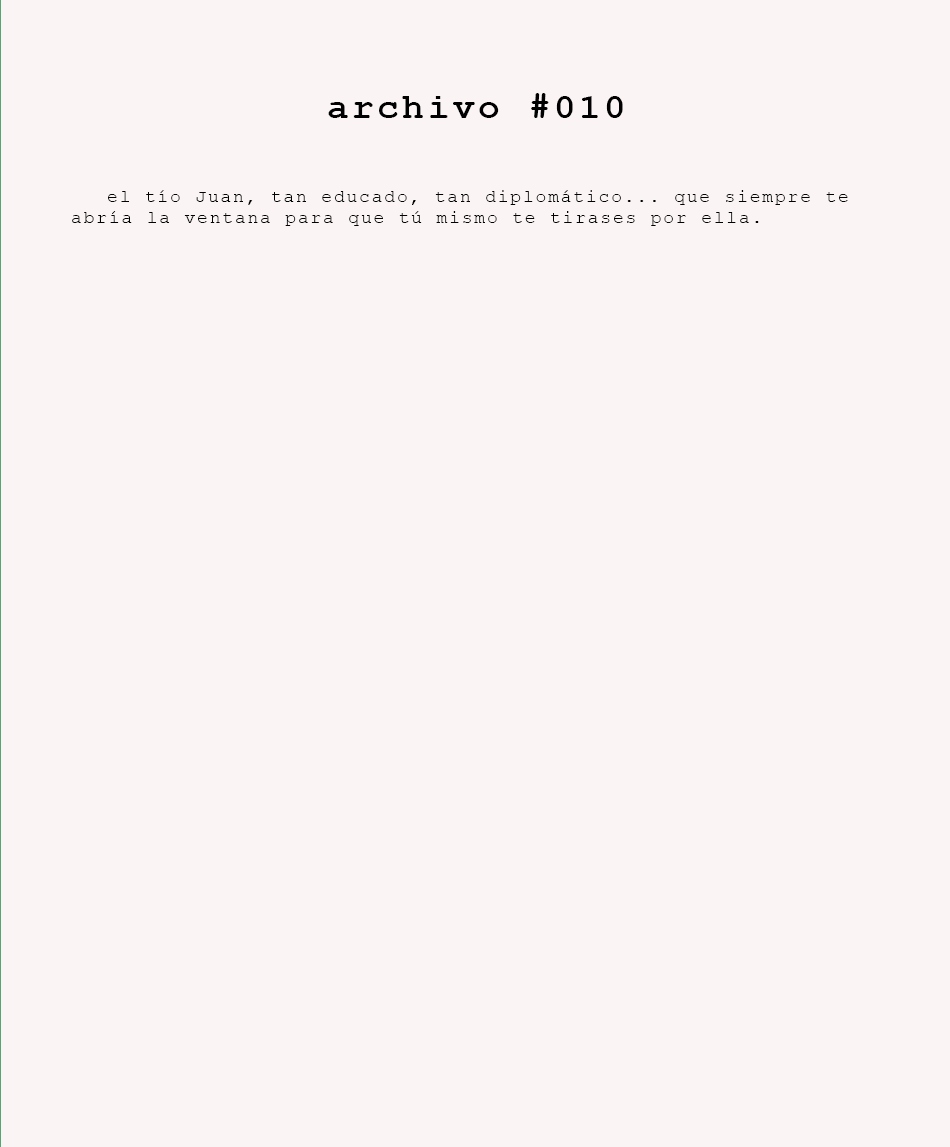 archivo #010
el tío Juan, tan educado, tan diplomático... que siempre te
abría la ventana para que tú mismo te tirases por ella.